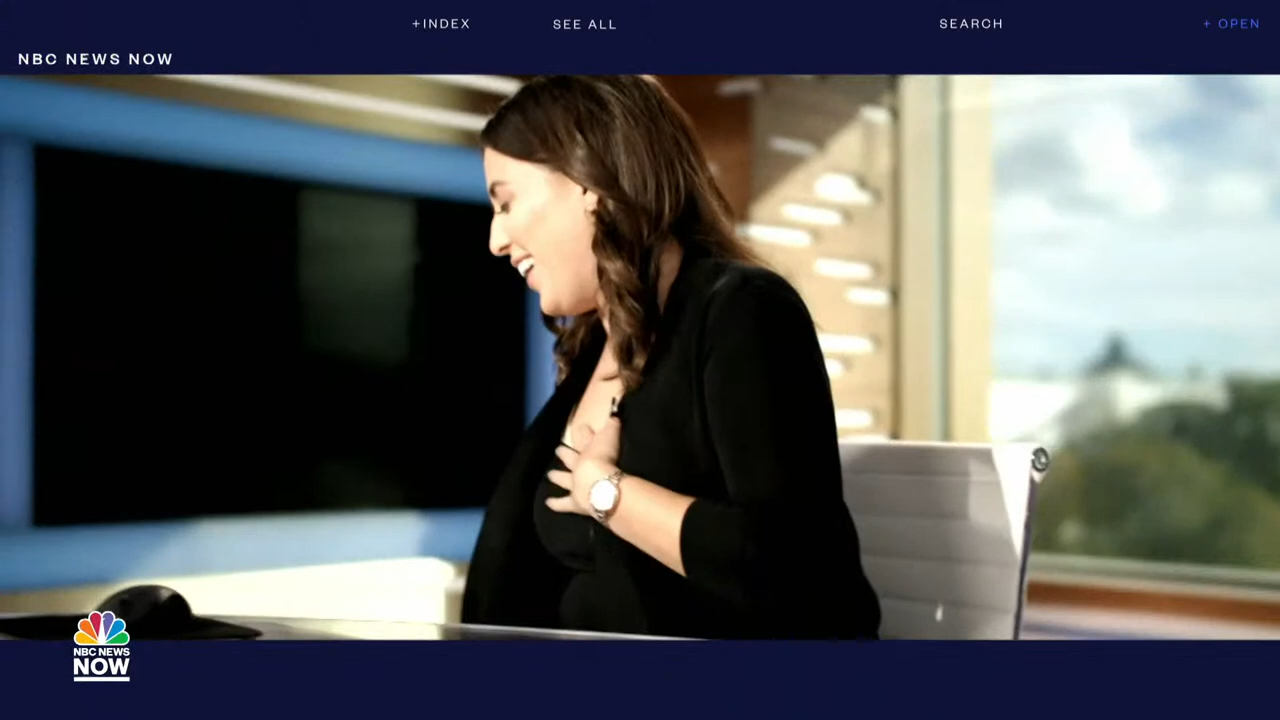 +INDEX
SEE ALL
SEARCH
+ OPEN
NBC NEWS NOW
NBC NEWS
NOW